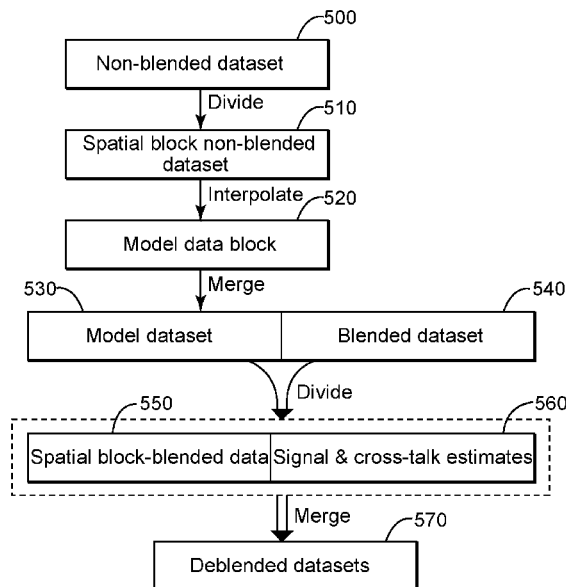 500
Non-blended dataset
Divide
510
Spatial block non-blended
dataset
Interpolate
520
Model data block
Merge
530
540
Model dataset
Blended dataset
Divide
550
560
Spatial block-blended data
Signal & cross-talk estimates
Merge
570
Deblended datasets